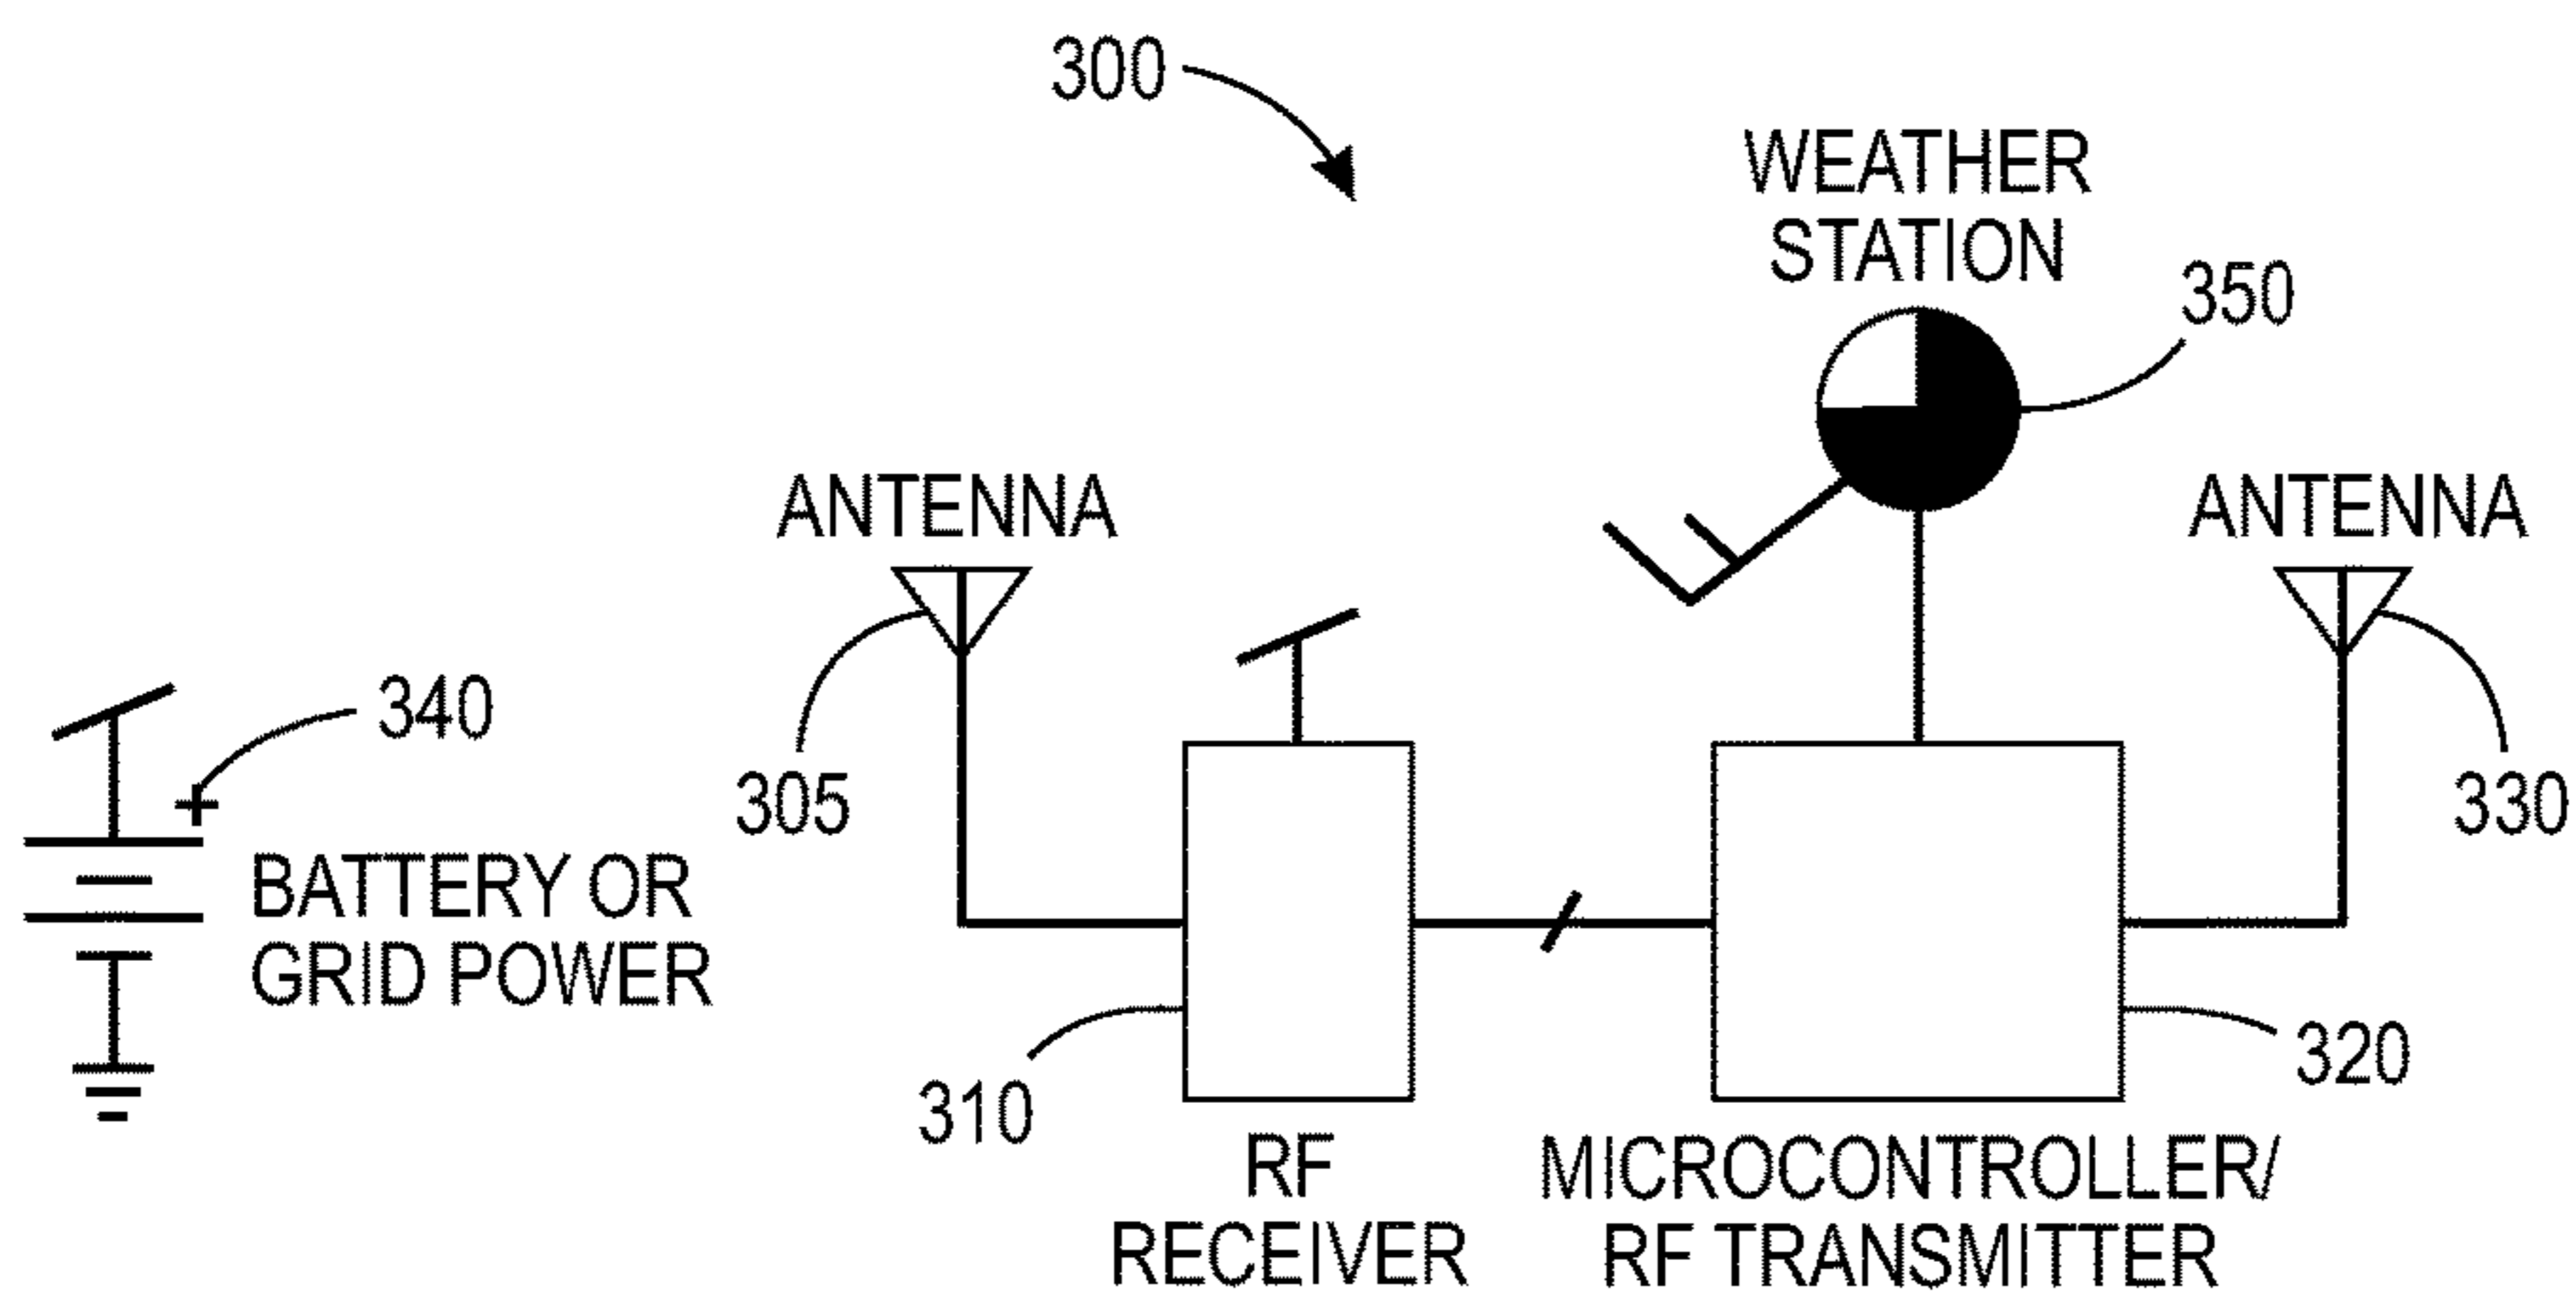 300
WEATHER
STATION
350
ANTENNA
ANTENNA
340
+
305
330
BATTERY OR
GRID POWER
310
320
RF
RECEIVER
MICROCONTROLLER/
RF TRANSMITTER